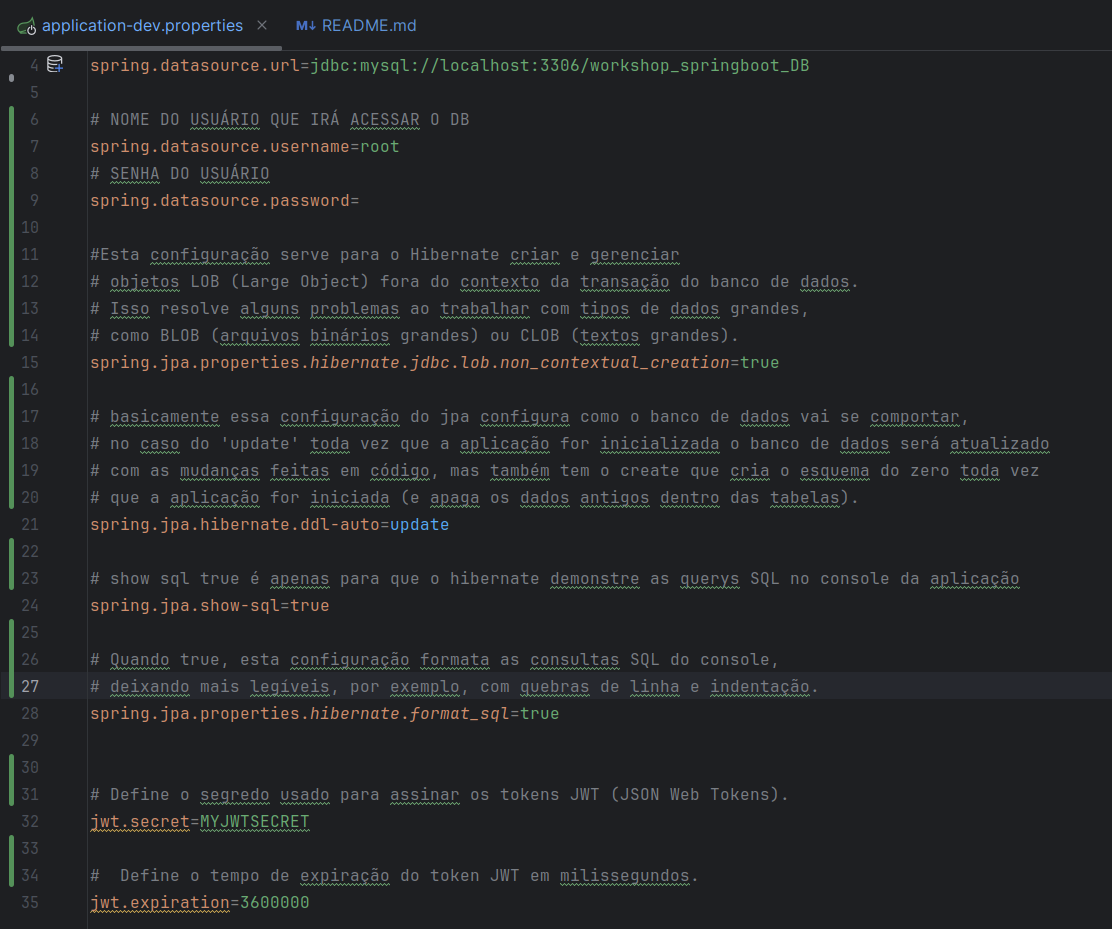 application-dev.properties
M↓ README.md
4 spring.datasource.url=jdbc:mysql://localhost:3306/workshop_springboot_DB
5
6 # NOME DO USUÁRIO QUE IRÁ ACESSAR O DB
7 spring.datasource.username=root
8 # SENHA DO USUÁRIO
9 spring.datasource.password=
10
11 #Esta configuração serve para o Hibernate criar e gerenciar
12 # objetos LOB (Large Object) fora do contexto da transação do banco de dados.
13 # Isso resolve alguns problemas ao trabalhar com tipos de dados grandes,
14 # como BLOB (arquivos binários grandes) ou CLOB (textos grandes).
15 spring.jpa.properties.hibernate.jdbc.lob.non_contextual_creation=true
16
17 # basicamente essa configuração do jpa configura como o banco de dados vai se comportar,
18 # no caso do 'update' toda vez que a aplicação for inicializada o banco de dados será atualizado
19 # com as mudanças feitas em código, mas também tem o create que cria o esquema do zero toda vez
20 # que a aplicação for iniciada (e apaga os dados antigos dentro das tabelas).
21 spring.jpa.hibernate.ddl-auto=update
22
23 # show sql true é apenas para que o hibernate demonstre as querys SQL no console da aplicação
24 spring.jpa.show-sql=true
25
26 # Quando true, esta configuração formata as consultas SQL do console,
27 # deixando mais legíveis, por exemplo, com quebras de linha e indentação.
28 spring.jpa.properties.hibernate.format_sql=true
29
30
31 # Define o segredo usado para assinar os tokens JWT (JSON Web Tokens).
32 jwt.secret=MYJWTSECRET
33
34 #  Define o tempo de expiração do token JWT em milissegundos.
35 jwt.expiration=3600000